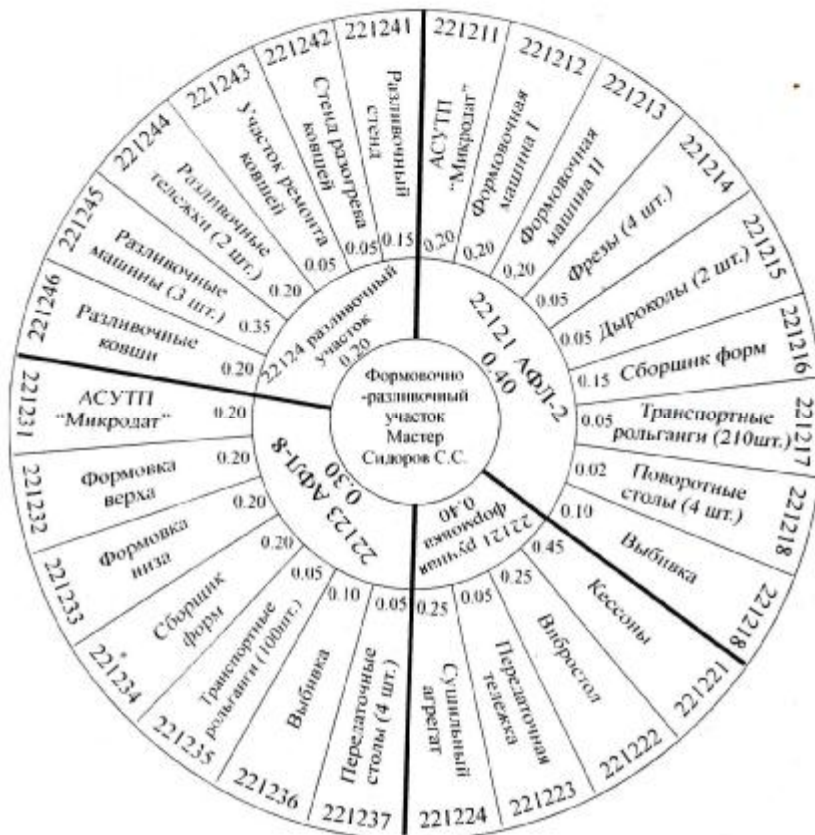 Формовочно
-разливочный
участок
Мастер
Сидоров С.С.
22121 АФЛ-2
0.40
221211
АСУТП
“Микродат”
0,20
221212
Формовочная
машина I
0,20
221213
Формовочная
машина II
0,20
221214
Фрезы (4 шт.)
0.05
221215
Дыроколы (2 шт.)
0.05
221216
Сборщик форм
0.15
221217
Транспортные
рольганги (210шт.)
0.05
221218
Поворотные
столы (4 шт.)
0.02
221218
Выбивка
0.10
22121 ручная
формовка
0.40
221221
Кессоны
0.45
221222
Вибростол
0.25
221223
Передаточная
тележка
0.05
221224
Сушильный
агрегат
0.25
22123 АФЛ-8
0.30
221237
Передаточные
столы (4 шт.)
0.05
221236
Выбивка
0.10
221235
Транспортные
рольганги (100шт.)
0.05
221234
Сборщик
форм
0.20
221233
Формовка
низа
0.20
221232
Формовка
верха
0.20
221231
АСУТП
“Микродат”
0.20
22124 разливочный
участок
0.20
221246
Разливочные
ковши
0.20
221245
Разливочные
машины (3 шт.)
0.35
221244
Разливочные
тележки (2 шт.)
0.20
221243
участок ремонта
ковшей
0.05
221242
Стенд разогрева
ковшей
0.05
221241
Разливочный
стенд
0.15